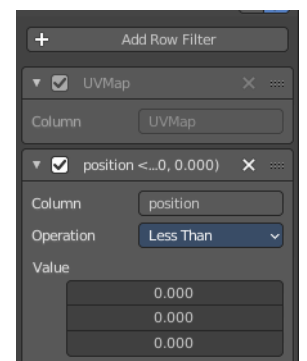 Add Row Filter
UVMap
Column UVMap
position <...0, 0.000)
Column position
Operation Less Than
Value
0.000
0.000
0.000